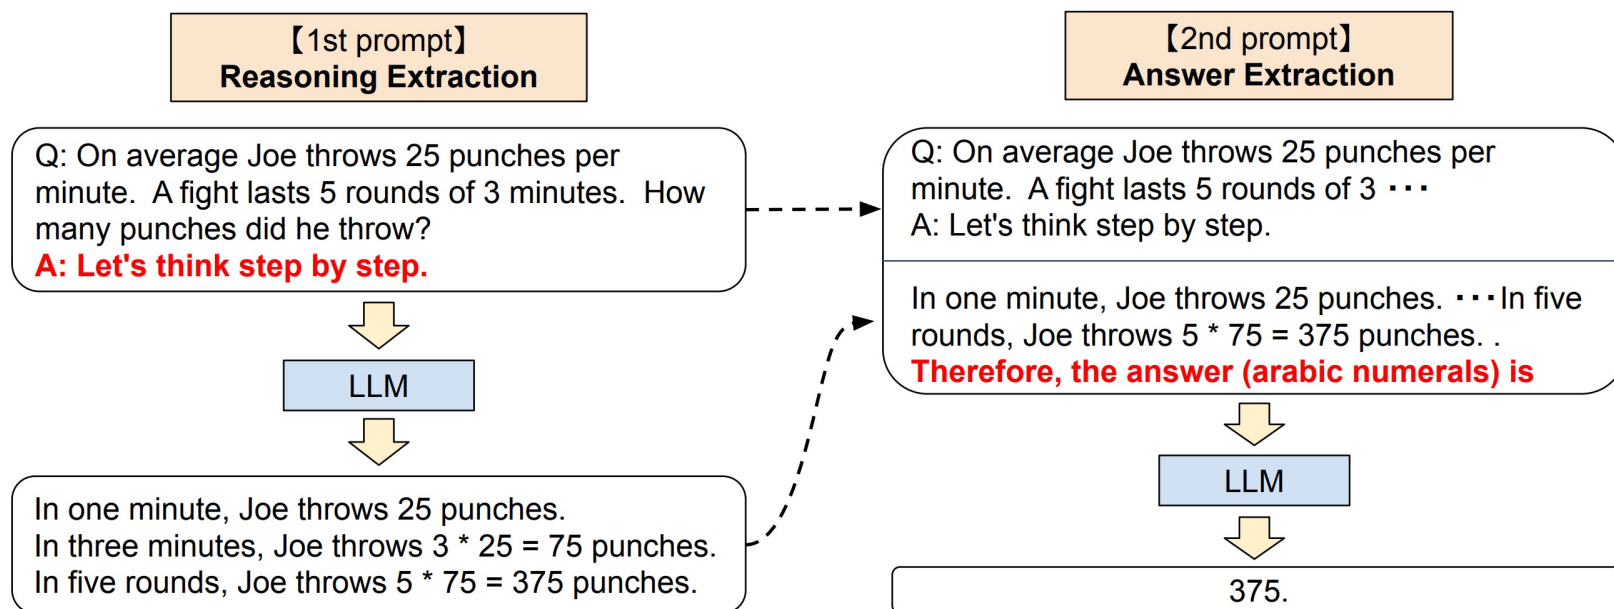 【1st prompt】
Reasoning Extraction
Q: On average Joe throws 25 punches per
minute.  A fight lasts 5 rounds of 3 minutes.  How
many punches did he throw?
A: Let's think step by step.
LLM
In one minute, Joe throws 25 punches.
In three minutes, Joe throws 3 * 25 = 75 punches.
In five rounds, Joe throws 5 * 75 = 375 punches.
【2nd prompt】
Answer Extraction
Q: On average Joe throws 25 punches per
minute.  A fight lasts 5 rounds of 3 ･･･
A: Let's think step by step.
In one minute, Joe throws 25 punches. ･･･In five
rounds, Joe throws 5 * 75 = 375 punches. .
Therefore, the answer (arabic numerals) is
LLM
375.